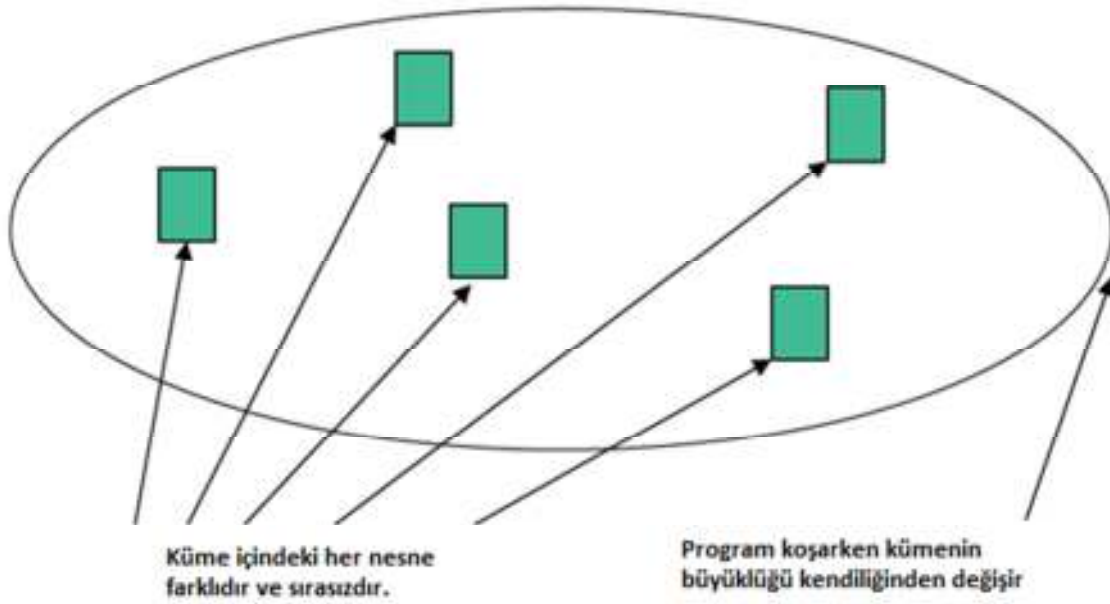 Küme içindeki her nesne
farklıdır ve sırasızdır.
Program koşarken kümenin
büyüklüğü kendiliğinden değişir